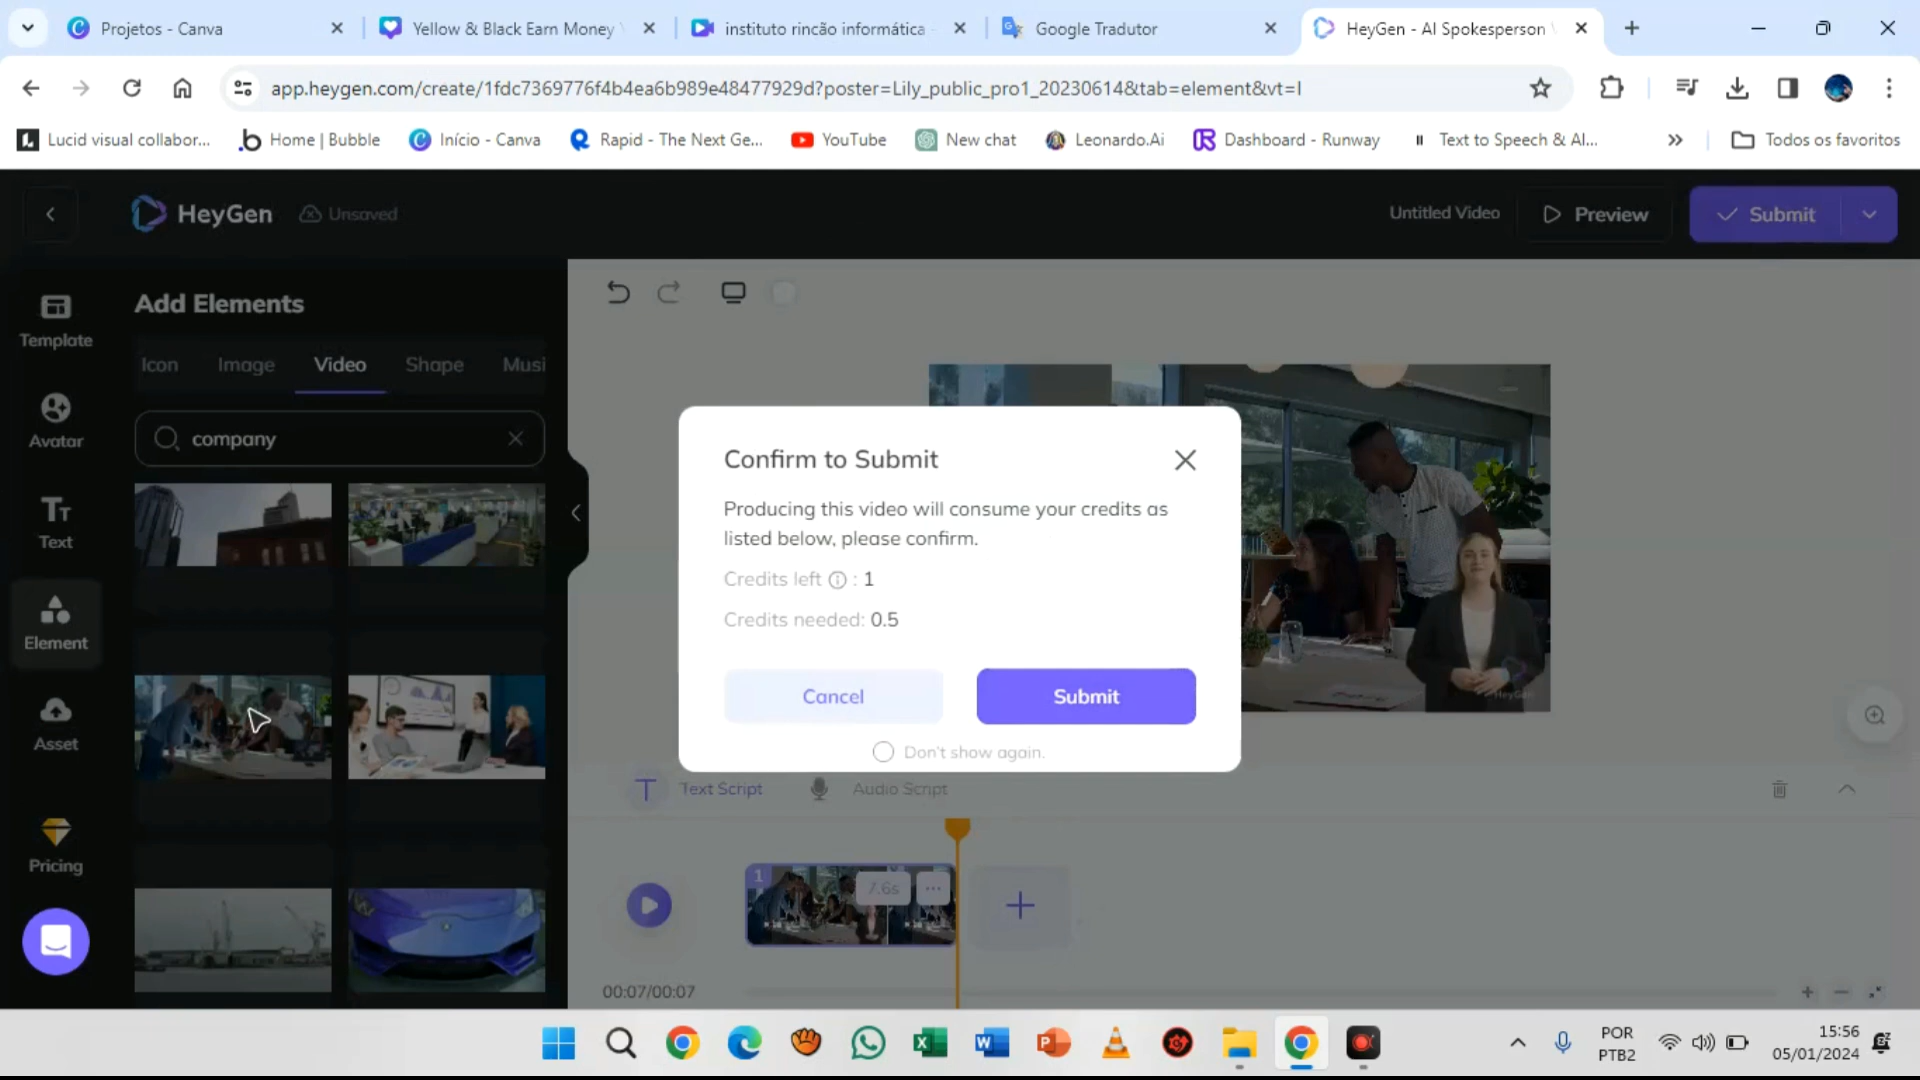 Projetos - Canva
Yellow & Black Earn Money
instituto rincão informática -
Google Tradutor
HeyGen - AI Spokesperson
app.heygen.com/create/1fdc7369776f4b4ea6b989e48477929d?poster=Lily_public_pro1_20230614&tab=element&vt=l
Lucid visual collabor...
Home | Bubble
Início - Canva
Rapid - The Next Ge...
YouTube
New chat
Leonardo.Ai
Dashboard - Runway
Text to Speech & AI...
Todos os favoritos
HeyGen
Unsaved
Untitled Video
Preview
Submit
Template
Avatar
Text
Element
Asset
Pricing
Add Elements
Icon
Image
Video
Shape
Musi
company
Confirm to Submit
Producing this video will consume your credits as
listed below, please confirm.
Credits left : 1
Credits needed: 0.5
Cancel
Submit
Don't show again.
HeyGen
Text Script
Audio Script
1
7.6s
00:07/00:07
POR
PTB2
15:56
05/01/2024